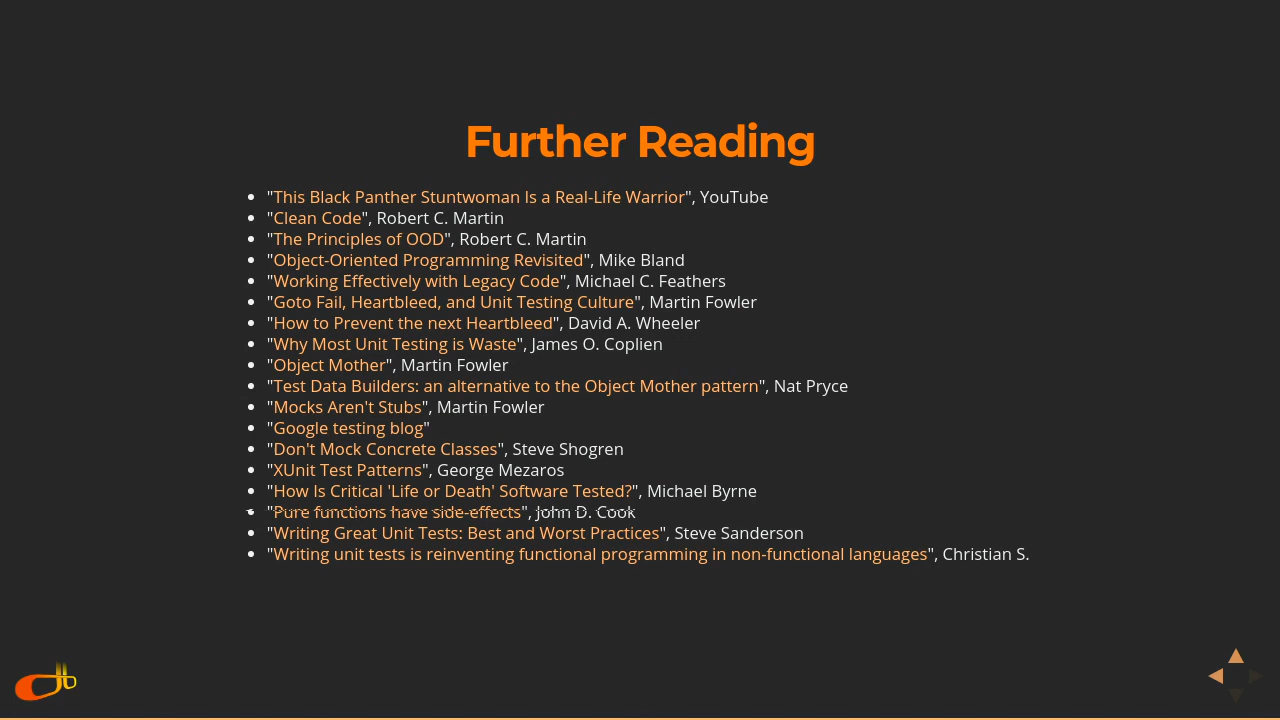 Further Reading
"This Black Panther Stuntwoman Is a Real-Life Warrior", YouTube
"Clean Code", Robert C. Martin
"The Principles of OOD", Robert C. Martin
"Object-Oriented Programming Revisited", Mike Bland
"Working Effectively with Legacy Code", Michael C. Feathers
"Goto Fail, Heartbleed, and Unit Testing Culture", Martin Fowler
"How to Prevent the next Heartbleed", David A. Wheeler
"Why Most Unit Testing is Waste", James O. Coplien
"Object Mother", Martin Fowler
"Test Data Builders: an alternative to the Object Mother pattern", Nat Pryce
"Mocks Aren't Stubs", Martin Fowler
"Google testing blog"
"Don't Mock Concrete Classes", Steve Shogren
"XUnit Test Patterns", George Mezaros
"How Is Critical 'Life or Death' Software Tested?", Michael Byrne
"Pure functions have side-effects", John D. Cook
"Writing Great Unit Tests: Best and Worst Practices", Steve Sanderson
"Writing unit tests is reinventing functional programming in non-functional languages", Christian S.